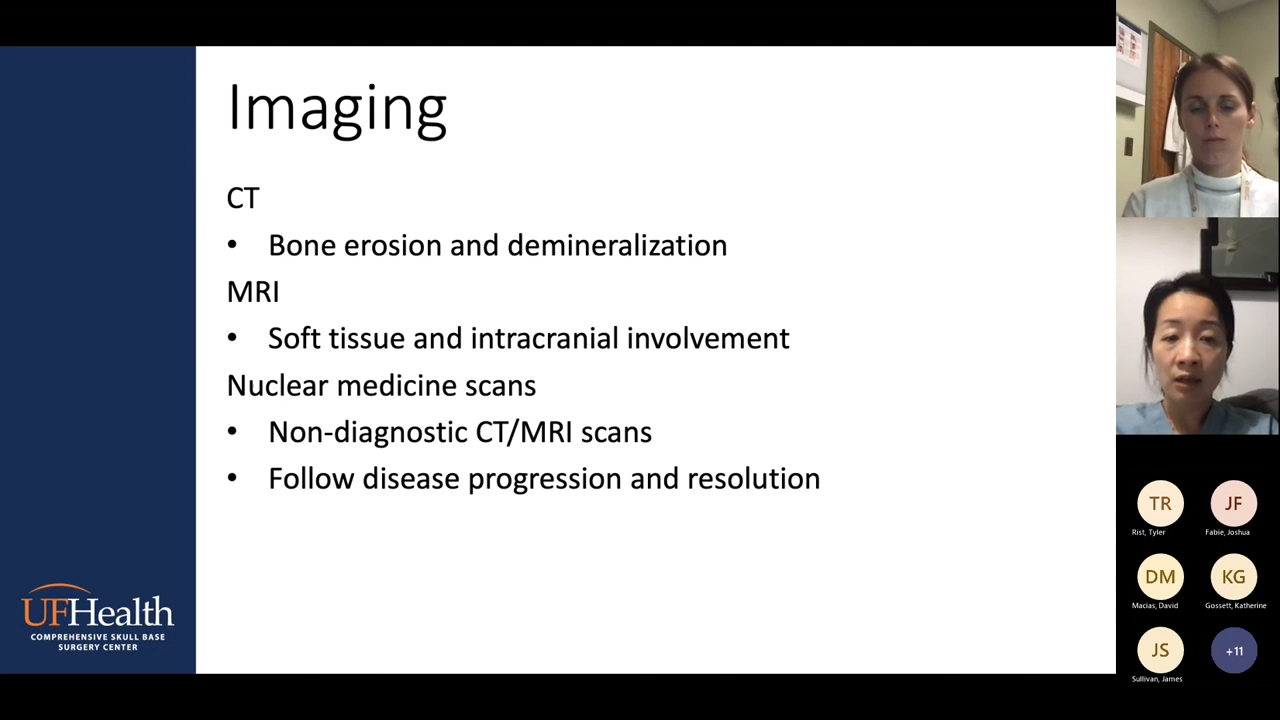 Imaging
CT
• Bone erosion and demineralization
MRI
• Soft tissue and intracranial involvement
Nuclear medicine scans
• Non-diagnostic CT/MRI scans
• Follow disease progression and resolution
UFHealth
COMPREHENSIVE SKULL BASE
SURGERY CENTER
TR
JF
Rist, Tyler
Fabie, Joshua
DM
KG
Macias, David
Gossett, Katherine
JS
+11
Sullivan, James